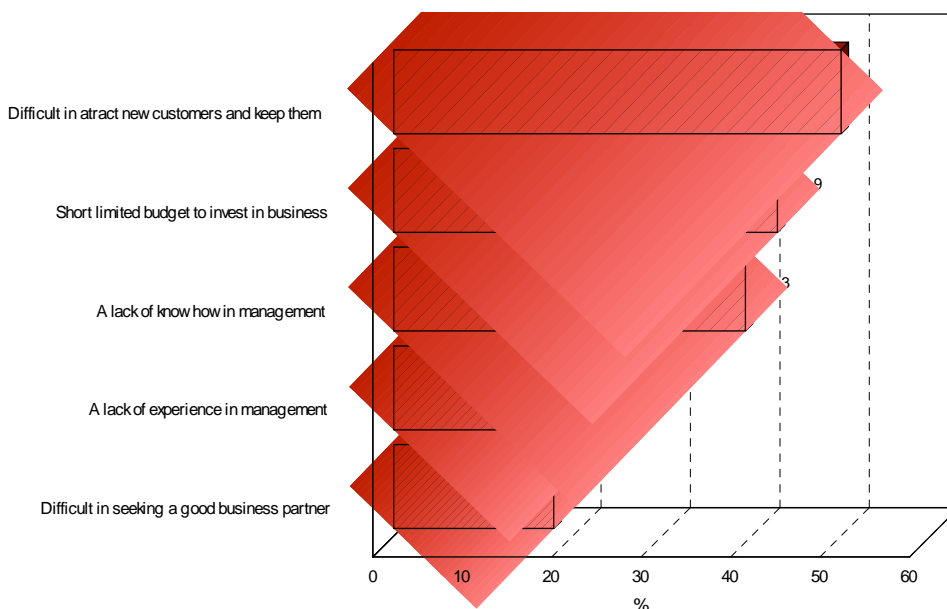 Difficult in atract new customers and keep them
9
Short limited budget to invest in business
3
A lack of know how in management
A lack of experience in management
Difficult in seeking a good business partner
0 10 20 30 40 50 60
%